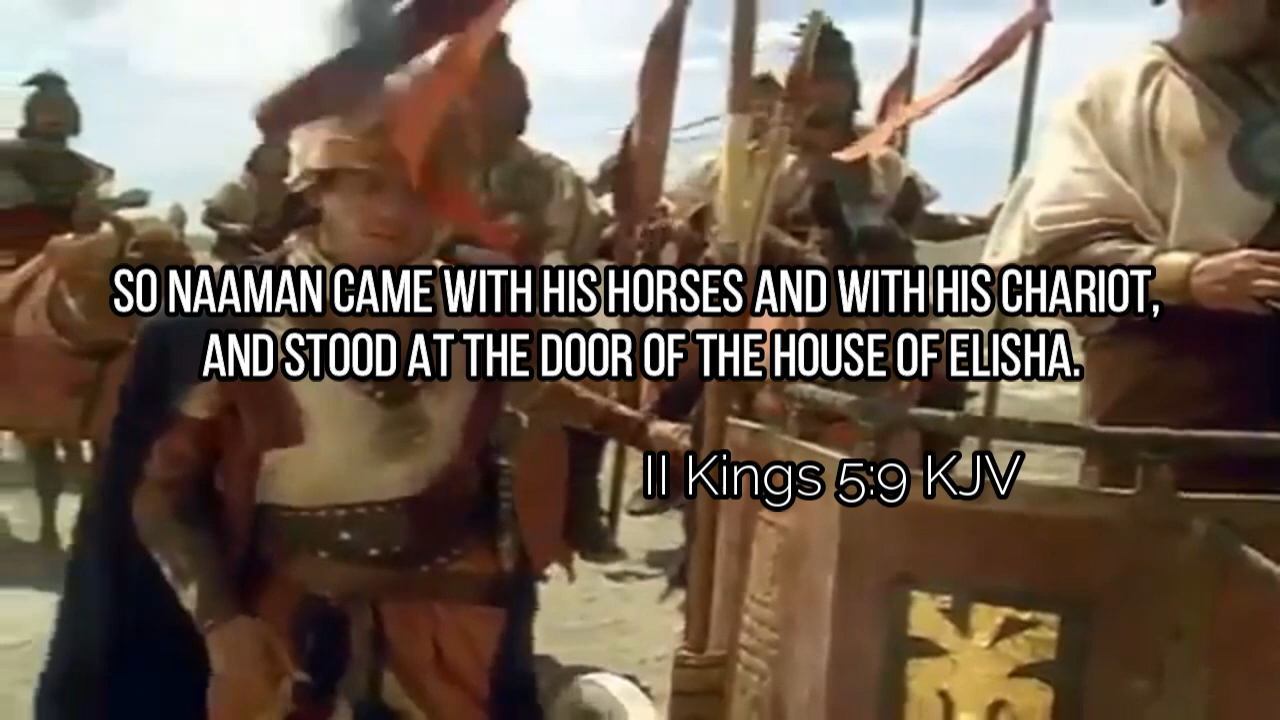 SO NAAMAN CAME WITH HIS HORSES AND WITH HIS CHARIOT,
AND STOOD AT THE DOOR OF THE HOUSE OF ELISHA.
II Kings 5:9 KJV